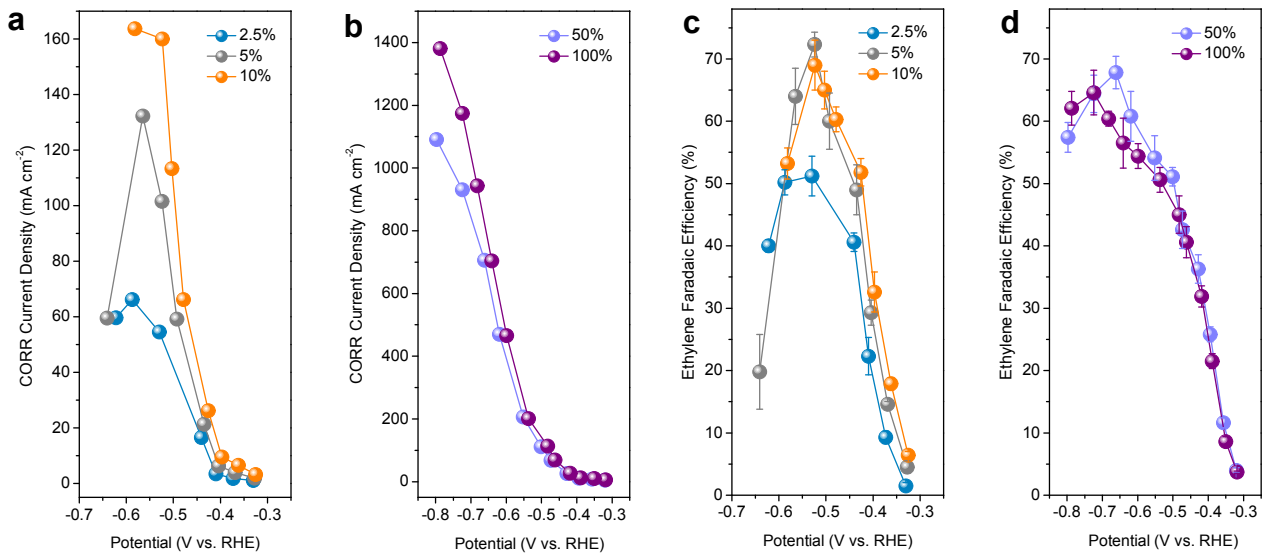 a
2.5%
5%
10%
CORR Current Density (mA cm⁻²)
160
140
120
100
80
60
40
20
0
-0.7 -0.6 -0.5 -0.4 -0.3
Potential (V vs. RHE)
b
50%
100%
CORR Current Density (mA cm⁻²)
1400
1200
1000
800
600
400
200
0
-0.8 -0.7 -0.6 -0.5 -0.4 -0.3
Potential (V vs. RHE)
c
2.5%
5%
10%
Ethylene Faradaic Efficiency (%)
70
60
50
40
30
20
10
0
-0.7 -0.6 -0.5 -0.4 -0.3
Potential (V vs. RHE)
d
50%
100%
Ethylene Faradaic Efficiency (%)
70
60
50
40
30
20
10
0
-0.8 -0.7 -0.6 -0.5 -0.4 -0.3
Potential (V vs. RHE)